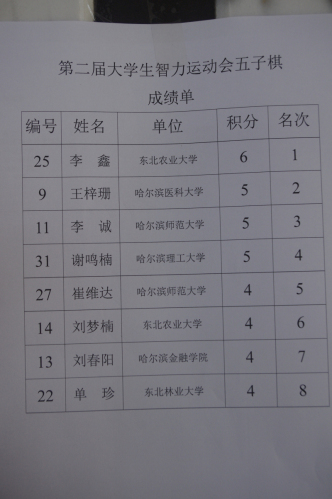 第二届大学生智力运动会五子棋
成绩单
编号 姓名 单位 积分 名次
25 李 鑫 东北农业大学 6 1
9 王梓珊 哈尔滨医科大学 5 2
11 李 诚 哈尔滨师范大学 5 3
31 谢鸣楠 哈尔滨理工大学 5 4
27 崔维达 哈尔滨师范大学 4 5
14 刘梦楠 东北农业大学 4 6
13 刘春阳 哈尔滨金融学院 4 7
22 单 珍 东北林业大学 4 8